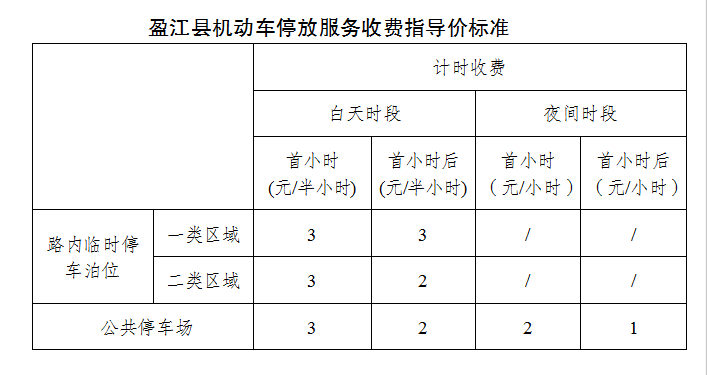 盈江县机动车停放服务收费指导价标准
计时收费
白天时段 夜间时段
首小时 首小时后 首小时 首小时后
(元/半小时) (元/半小时) （元/小时） （元/小时）
路内临时停 一类区域 3 3 / /
车泊位 二类区域 3 2 / /
公共停车场 3 2 2 1